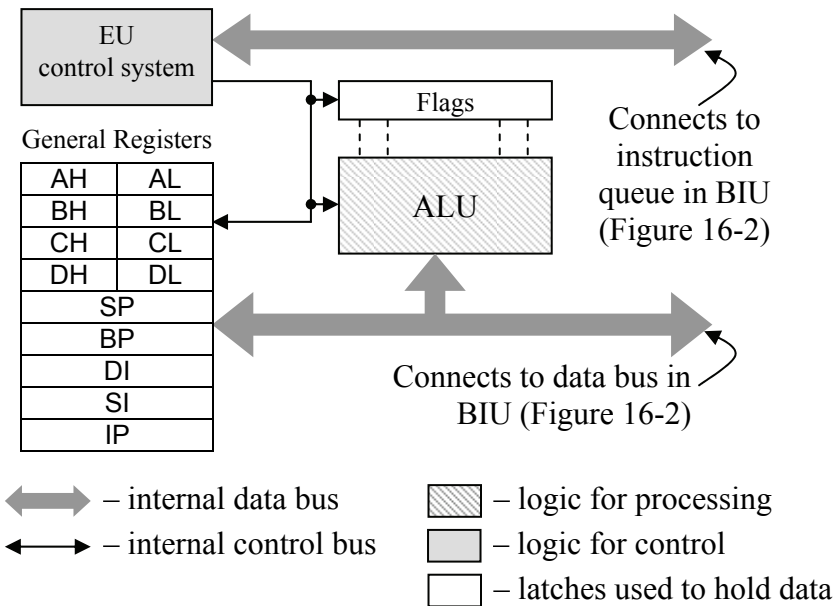 EU
control system
Flags
Connects to
instruction
queue in BIU
(Figure 16-2)
General Registers
AH AL
BH BL
CH CL
DH DL
SP
BP
DI
SI
IP
ALU
Connects to data bus in
BIU (Figure 16-2)
– internal data bus
– internal control bus
– logic for processing
– logic for control
– latches used to hold data